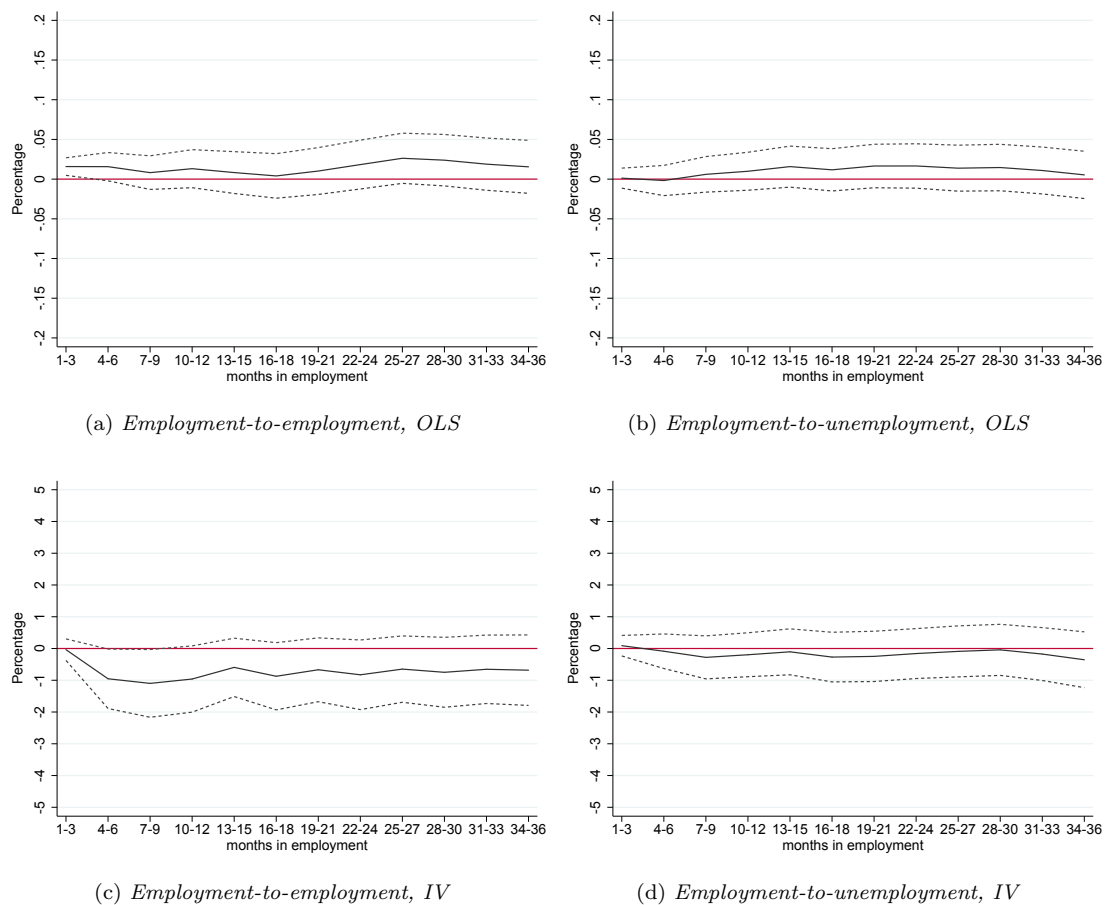 Percentage
.2
.15
.1
.05
0
-.05
-.1
-.15
-.2
1-3 4-6 7-9 10-12 13-15 16-18 19-21 22-24 25-27 28-30 31-33 34-36
months in employment
(a) Employment-to-employment, OLS
Percentage
.2
.15
.1
.05
0
-.05
-.1
-.15
-.2
1-3 4-6 7-9 10-12 13-15 16-18 19-21 22-24 25-27 28-30 31-33 34-36
months in employment
(b) Employment-to-unemployment, OLS
Percentage
5
4
3
2
1
0
-1
-2
-3
-4
-5
1-3 4-6 7-9 10-12 13-15 16-18 19-21 22-24 25-27 28-30 31-33 34-36
months in employment
(c) Employment-to-employment, IV
Percentage
5
4
3
2
1
0
-1
-2
-3
-4
-5
1-3 4-6 7-9 10-12 13-15 16-18 19-21 22-24 25-27 28-30 31-33 34-36
months in employment
(d) Employment-to-unemployment, IV